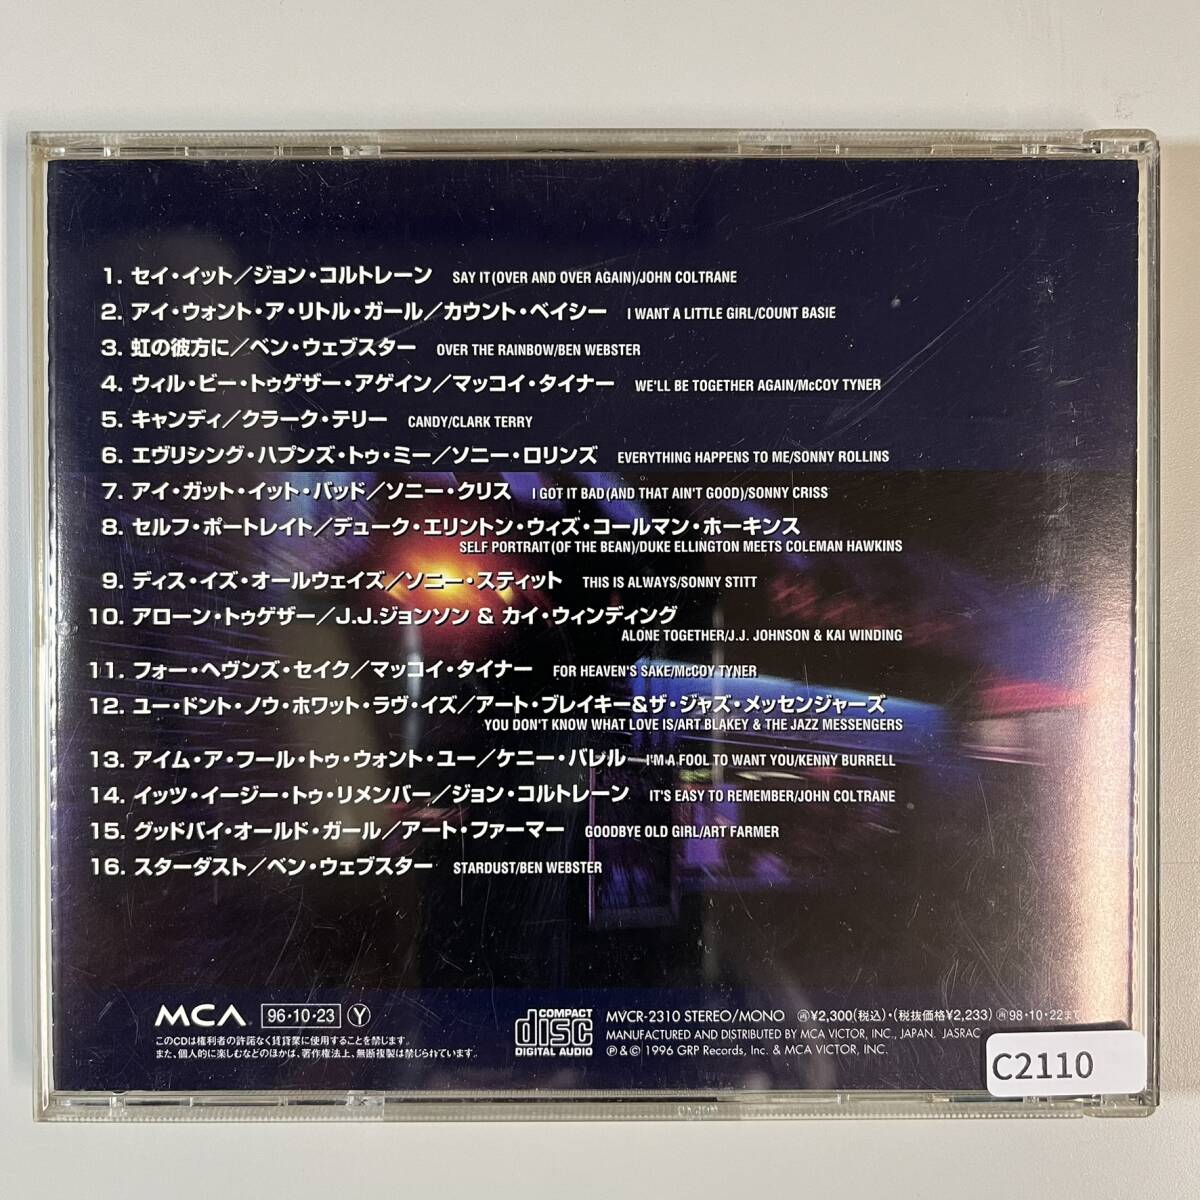 1. セイ・イット／ジョン・コルトレーン SAY IT(OVER AND OVER AGAIN)/JOHN COLTRANE
2. アイ・ウォント・ア・リトル・ガール／カウント・ベイシー I WANT A LITTLE GIRL/COUNT BASIE
3. 虹の彼方に／ベン・ウェブスター OVER THE RAINBOW/BEN WEBSTER
4. ウィル・ビー・トゥゲザー・アゲイン／マッコイ・タイナー WE'LL BE TOGETHER AGAIN/McCOY TYNER
5. キャンディ／クラーク・テリー CANDY/CLARK TERRY
6. エヴリシング・ハプンズ・トゥ・ミー／ソニー・ロリンズ EVERYTHING HAPPENS TO ME/SONNY ROLLINS
7. アイ・ガット・イット・バッド／ソニー・クリス I GOT IT BAD(AND THAT AIN'T GOOD)/SONNY CRISS
8. セルフ・ポートレイト／デューク・エリントン・ウィズ・コールマン・ホーキンス
SELF PORTRAIT(OF THE BEAN)/DUKE ELLINGTON MEETS COLEMAN HAWKINS
9. ディス・イズ・オールウェイズ／ソニー・スティット THIS IS ALWAYS/SONNY STITT
10. アローン・トゥゲザー／J.J.ジョンソン & カイ・ウィンディング
ALONE TOGETHER/J.J. JOHNSON & KAI WINDING
11. フォー・ヘヴンズ・セイク／マッコイ・タイナー FOR HEAVEN'S SAKE/McCOY TYNER
12. ユー・ドント・ノウ・ホワット・ラヴ・イズ／アート・ブレイキー&ザ・ジャズ・メッセンジャーズ
YOU DON'T KNOW WHAT LOVE IS/ART BLAKEY & THE JAZZ MESSENGERS
13. アイム・ア・フール・トゥ・ウォント・ユー／ケニー・バレル I'M A FOOL TO WANT YOU/KENNY BURRELL
14. イッツ・イージー・トゥ・リメンバー／ジョン・コルトレーン IT'S EASY TO REMEMBER/JOHN COLTRANE
15. グッドバイ・オールド・ガール／アート・ファーマー GOODBYE OLD GIRL/ART FARMER
16. スターダスト／ベン・ウェブスター STARDUST/BEN WEBSTER
MCA 96・10・23 Ⓨ
このCDは権利者の許諾なく賃貸業に使用することを禁じます。
また、個人的に楽しむなどのほかは、著作権法上、無断複製は禁じられています。
COMPACT
disc
DIGITAL AUDIO
MVCR-2310 STEREO/MONO ㊢¥2,300(税込)・(税抜価格¥2,233) ㊢98・10・22まで
MANUFACTURED AND DISTRIBUTED BY MCA VICTOR, INC., JAPAN. JASRAC
℗&© 1996 GRP Records, Inc. & MCA VICTOR, INC.
C2110